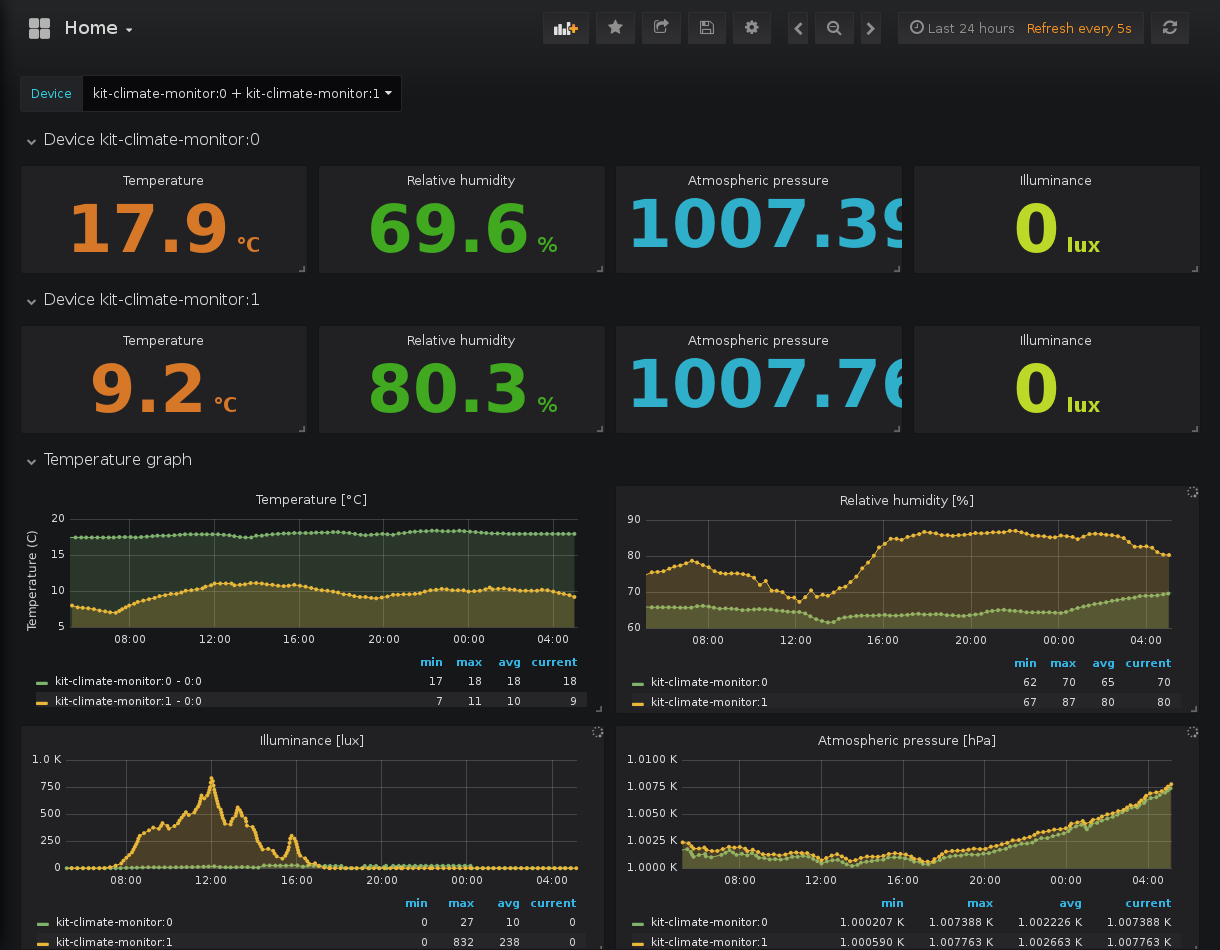 Home
Last 24 hours Refresh every 5s
Device kit-climate-monitor:0 + kit-climate-monitor:1
Device kit-climate-monitor:0
Temperature Relative humidity Atmospheric pressure Illuminance
17.9 °C 69.6 % 1007.39 0 lux
Device kit-climate-monitor:1
Temperature Relative humidity Atmospheric pressure Illuminance
9.2 °C 80.3 % 1007.76 0 lux
Temperature graph
Temperature [°C]
Temperature (C)
20
15
10
5
08:00 12:00 16:00 20:00 00:00 04:00
min max avg current
kit-climate-monitor:0 - 0:0 17 18 18 18
kit-climate-monitor:1 - 0:0 7 11 10 9
Relative humidity [%]
90
80
70
60
08:00 12:00 16:00 20:00 00:00 04:00
min max avg current
kit-climate-monitor:0 62 70 65 70
kit-climate-monitor:1 67 87 80 80
Illuminance [lux]
1.0 K
750
500
250
0
08:00 12:00 16:00 20:00 00:00 04:00
min max avg current
kit-climate-monitor:0 0 27 10 0
kit-climate-monitor:1 0 832 238 0
Atmospheric pressure [hPa]
1.0100 K
1.0075 K
1.0050 K
1.0025 K
1.0000 K
08:00 12:00 16:00 20:00 00:00 04:00
min max avg current
kit-climate-monitor:0 1.000207 K 1.007388 K 1.002226 K 1.007388 K
kit-climate-monitor:1 1.000590 K 1.007763 K 1.002663 K 1.007763 K